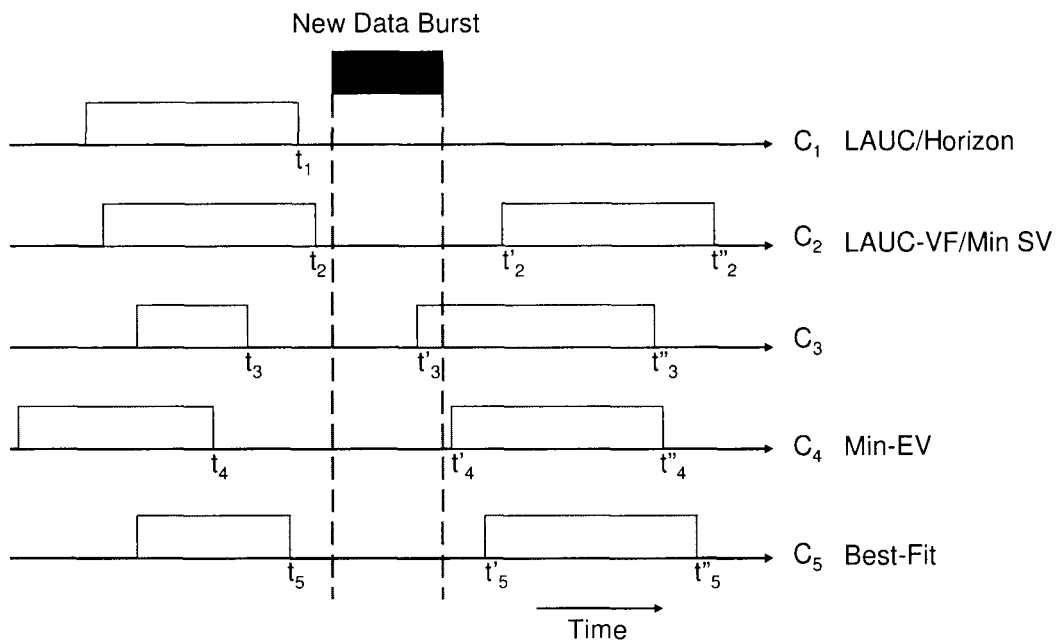 New Data Burst
t₁
C₁ LAUC/Horizon
t₂ t'₂ t"₂
C₂ LAUC-VF/Min SV
t₃ t'₃ t"₃
C₃
t₄ t'₄ t"₄
C₄ Min-EV
t₅ t'₅ t"₅
C₅ Best-Fit
Time